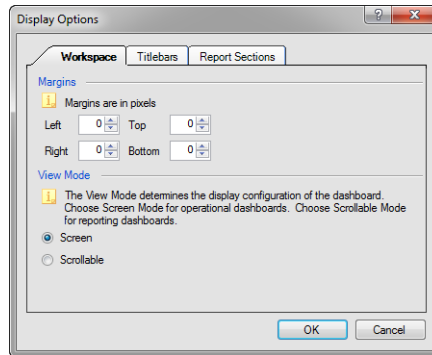 Display Options
?
Workspace Titlebars Report Sections
Margins
Margins are in pixels
Left 0 Top 0
Right 0 Bottom 0
View Mode
The View Mode determines the display configuration of the dashboard.
Choose Screen Mode for operational dashboards. Choose Scrollable Mode
for reporting dashboards.
Screen
Scrollable
OK Cancel